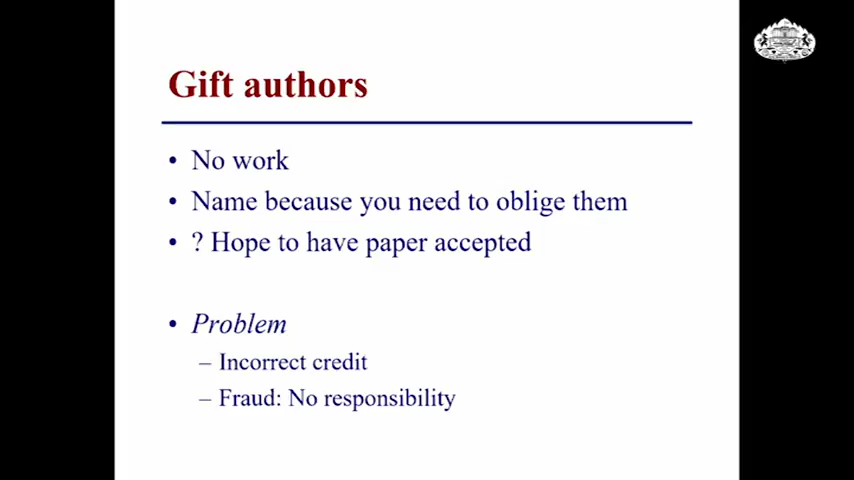 Gift authors
• No work
• Name because you need to oblige them
• ? Hope to have paper accepted
• Problem
– Incorrect credit
– Fraud: No responsibility